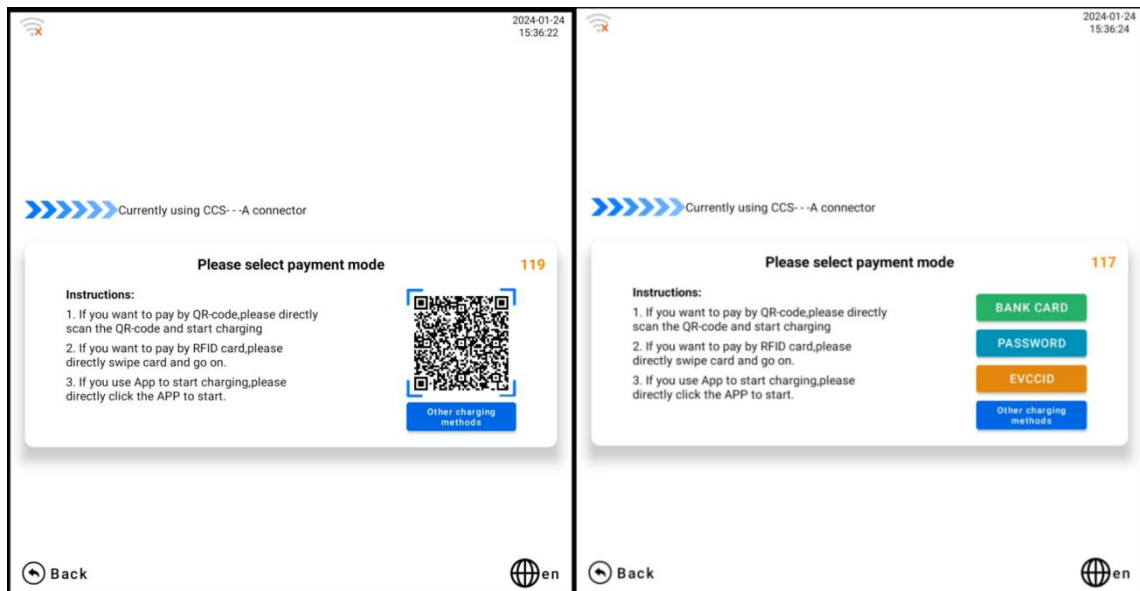 2024-01-24
15:36:22
Currently using CCS- - -A connector
Please select payment mode
119
Instructions:
1. If you want to pay by QR-code,please directly
scan the QR-code and start charging
2. If you want to pay by RFID card,please
directly swipe card and go on.
3. If you use App to start charging,please
directly click the APP to start.
Other charging
methods
Back
en
2024-01-24
15:36:24
Currently using CCS- - -A connector
Please select payment mode
117
Instructions:
1. If you want to pay by QR-code,please directly
scan the QR-code and start charging
2. If you want to pay by RFID card,please
directly swipe card and go on.
3. If you use App to start charging,please
directly click the APP to start.
BANK CARD
PASSWORD
EVCCID
Other charging
methods
Back
en